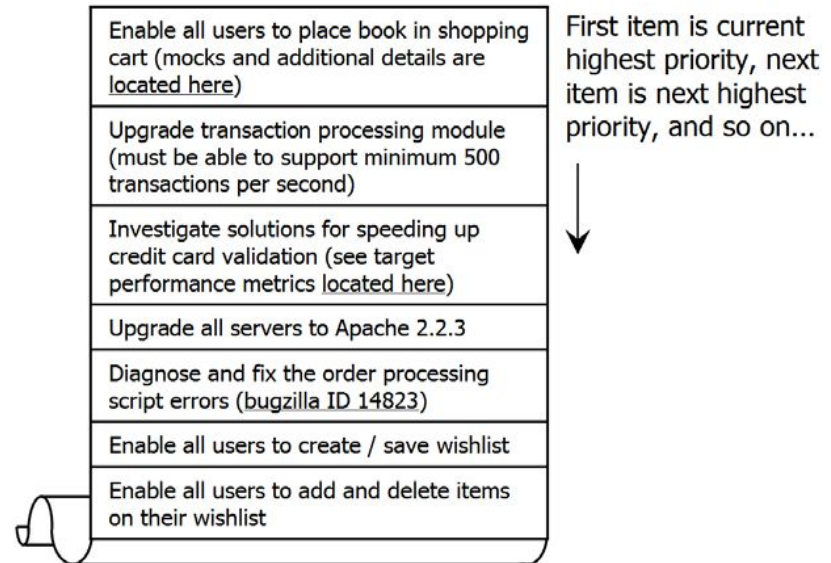 Enable all users to place book in shopping
cart (mocks and additional details are
located here)
Upgrade transaction processing module
(must be able to support minimum 500
transactions per second)
Investigate solutions for speeding up
credit card validation (see target
performance metrics located here)
Upgrade all servers to Apache 2.2.3
Diagnose and fix the order processing
script errors (bugzilla ID 14823)
Enable all users to create / save wishlist
Enable all users to add and delete items
on their wishlist
First item is current
highest priority, next
item is next highest
priority, and so on...